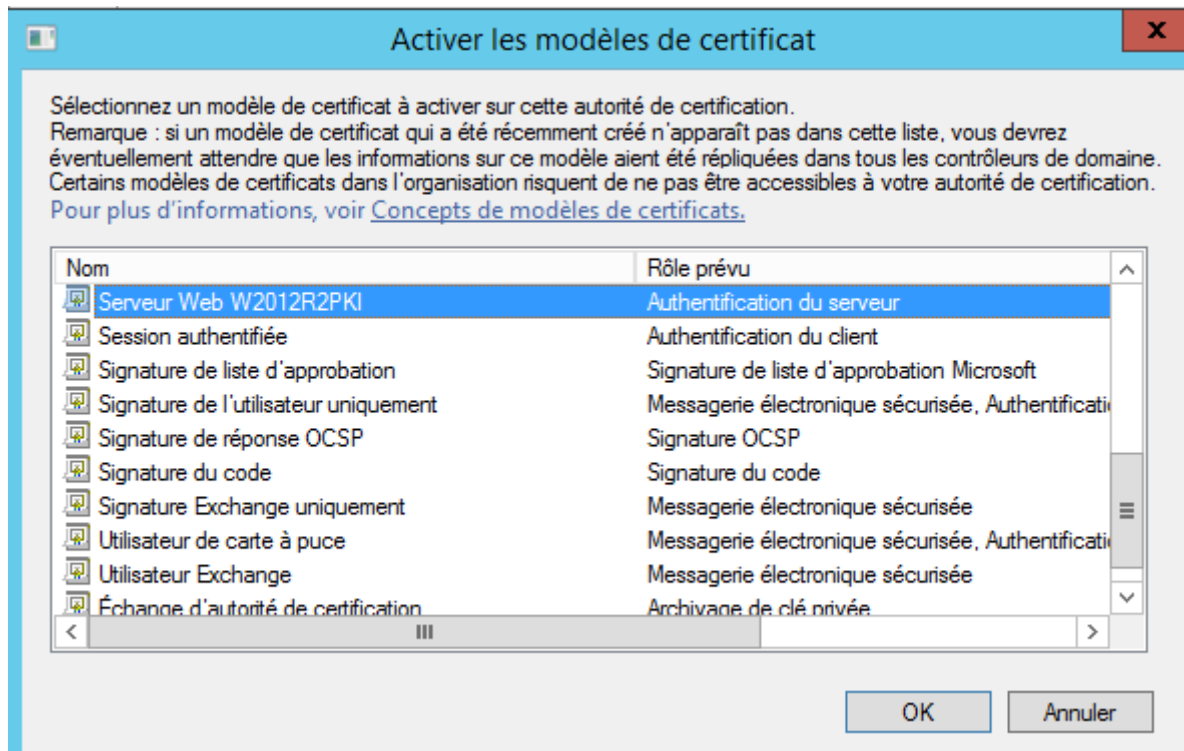 Activer les modèles de certificat
x
Sélectionnez un modèle de certificat à activer sur cette autorité de certification.
Remarque : si un modèle de certificat qui a été récemment créé n'apparaît pas dans cette liste, vous devrez
éventuellement attendre que les informations sur ce modèle aient été répliquées dans tous les contrôleurs de domaine.
Certains modèles de certificats dans l'organisation risquent de ne pas être accessibles à votre autorité de certification.
Pour plus d'informations, voir Concepts de modèles de certificats.
Nom Rôle prévu
Serveur Web W2012R2PKI Authentification du serveur
Session authentifiée Authentification du client
Signature de liste d'approbation Signature de liste d'approbation Microsoft
Signature de l'utilisateur uniquement Messagerie électronique sécurisée, Authentificati
Signature de réponse OCSP Signature OCSP
Signature du code Signature du code
Signature Exchange uniquement Messagerie électronique sécurisée
Utilisateur de carte à puce Messagerie électronique sécurisée, Authentificati
Utilisateur Exchange Messagerie électronique sécurisée
Échange d'autorité de certification Archivage de clé privée
OK Annuler